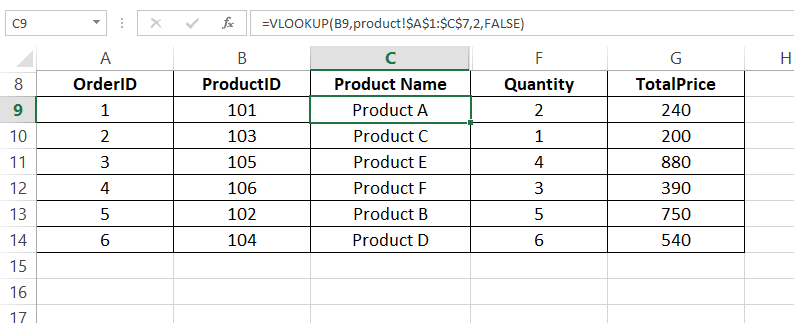 C9 fx =VLOOKUP(B9,product!$A$1:$C$7,2,FALSE)
A B C F G H
8 OrderID ProductID Product Name Quantity TotalPrice
9 1 101 Product A 2 240
10 2 103 Product C 1 200
11 3 105 Product E 4 880
12 4 106 Product F 3 390
13 5 102 Product B 5 750
14 6 104 Product D 6 540
15
16
17